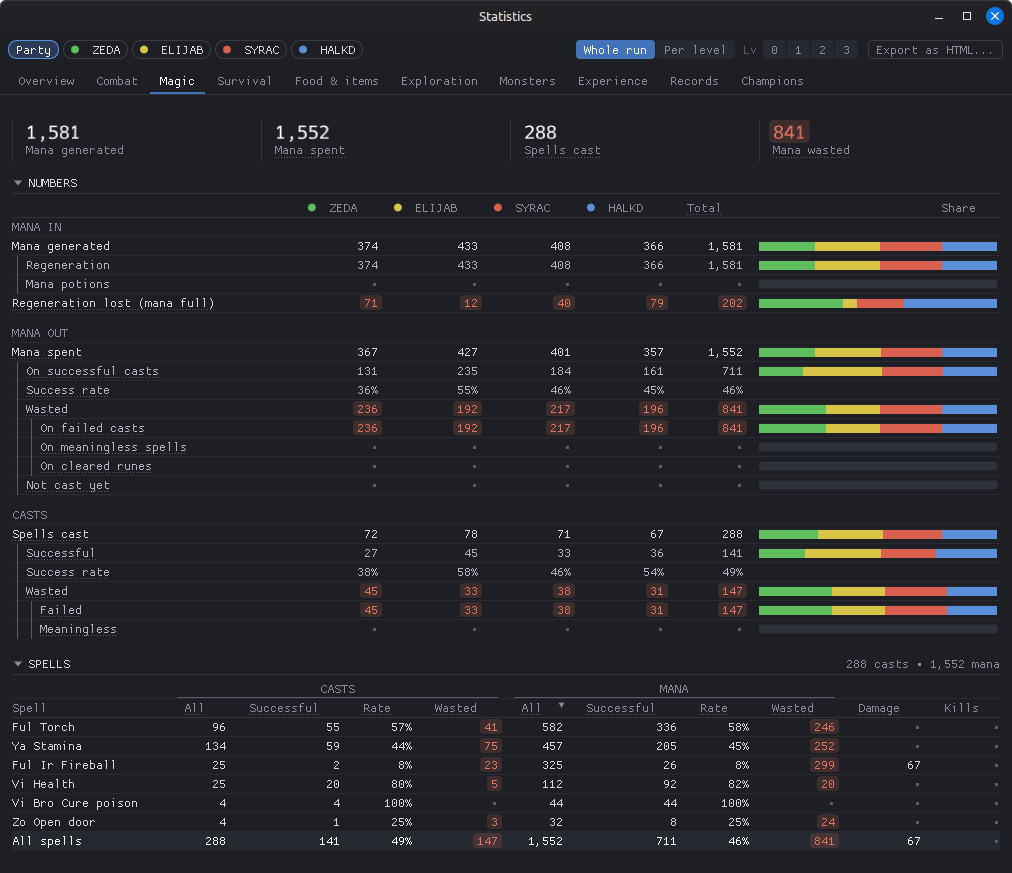 Statistics
Party ZEDA ELIJAB SYRAC HALKD Whole run Per level Lv 0 1 2 3 Export as HTML...
Overview Combat Magic Survival Food & items Exploration Monsters Experience Records Champions
1,581 1,552 288 841
Mana generated Mana spent Spells cast Mana wasted
NUMBERS
ZEDA ELIJAB SYRAC HALKD Total Share
MANA IN
Mana generated 374 433 408 366 1,581
Regeneration 374 433 408 366 1,581
Mana potions · · · · ·
Regeneration lost (mana full) 71 12 40 79 202
MANA OUT
Mana spent 367 427 401 357 1,552
On successful casts 131 235 184 161 711
Success rate 36% 55% 46% 45% 46%
Wasted 236 192 217 196 841
On failed casts 236 192 217 196 841
On meaningless spells · · · · ·
On cleared runes · · · · ·
Not cast yet · · · · ·
CASTS
Spells cast 72 78 71 67 288
Successful 27 45 33 36 141
Success rate 38% 58% 46% 54% 49%
Wasted 45 33 38 31 147
Failed 45 33 38 31 147
Meaningless · · · · ·
SPELLS 288 casts • 1,552 mana
CASTS MANA
Spell All Successful Rate Wasted All ▼ Successful Rate Wasted Damage Kills
Ful Torch 96 55 57% 41 582 336 58% 246 · ·
Ya Stamina 134 59 44% 75 457 205 45% 252 · ·
Ful Ir Fireball 25 2 8% 23 325 26 8% 299 67 ·
Vi Health 25 20 80% 5 112 92 82% 20 · ·
Vi Bro Cure poison 4 4 100% · 44 44 100% · · ·
Zo Open door 4 1 25% 3 32 8 25% 24 · ·
All spells 288 141 49% 147 1,552 711 46% 841 67 ·